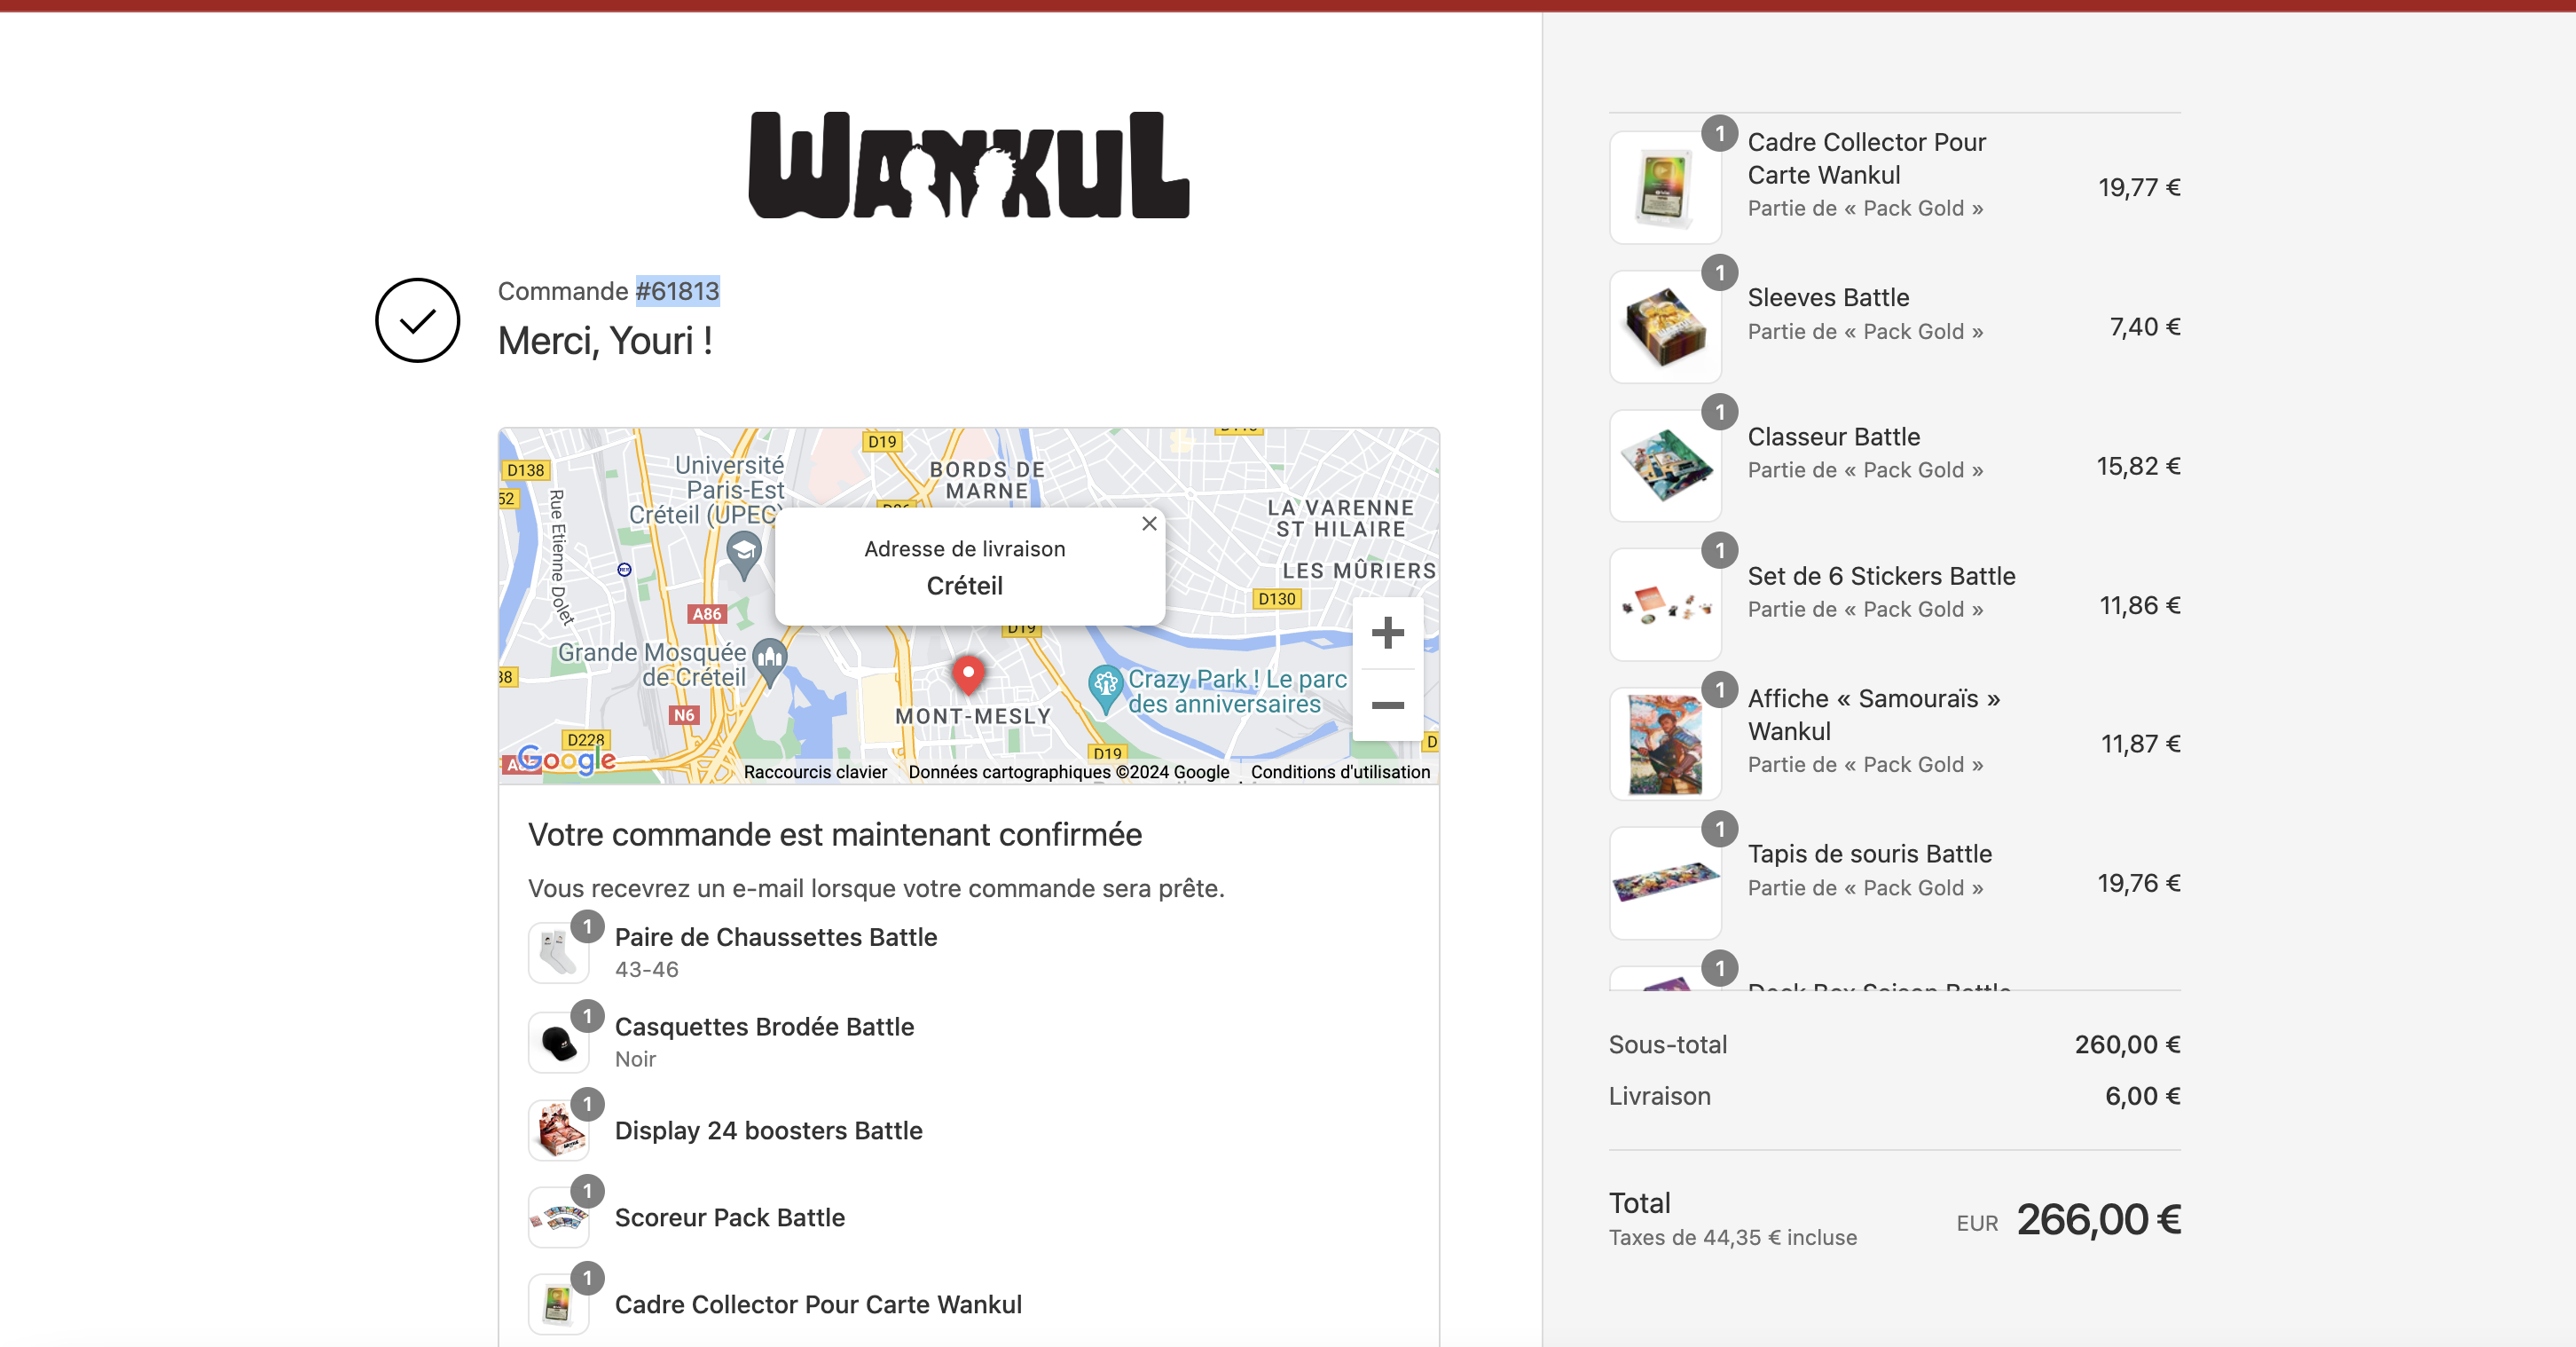 WANKUL
Commande #61813
Merci, Youri !
D19
D138
52
Rue Etienne Dolet
Université
Paris-Est
Créteil (UPEC)
BORDS DE
MARNE
LA VARENNE
ST HILAIRE
LES MÛRIERS
Adresse de livraison
Créteil
D130
A86
D19
Grande Mosquée
de Créteil
38
N6
MONT-MESLY
Crazy Park ! Le parc
des anniversaires
D228
D19
D
Google
Raccourcis clavier
Données cartographiques ©2024 Google
Conditions d'utilisation
Votre commande est maintenant confirmée
Vous recevrez un e-mail lorsque votre commande sera prête.
1
Paire de Chaussettes Battle
43-46
1
Casquettes Brodée Battle
Noir
1
Display 24 boosters Battle
1
Scoreur Pack Battle
1
Cadre Collector Pour Carte Wankul
1
Cadre Collector Pour
Carte Wankul
Partie de « Pack Gold »
19,77 €
1
Sleeves Battle
Partie de « Pack Gold »
7,40 €
1
Classeur Battle
Partie de « Pack Gold »
15,82 €
1
Set de 6 Stickers Battle
Partie de « Pack Gold »
11,86 €
1
Affiche « Samouraïs »
Wankul
Partie de « Pack Gold »
11,87 €
1
Tapis de souris Battle
Partie de « Pack Gold »
19,76 €
1
Deck Box Saison Battle
Sous-total 260,00 €
Livraison 6,00 €
Total
Taxes de 44,35 € incluse
EUR 266,00 €